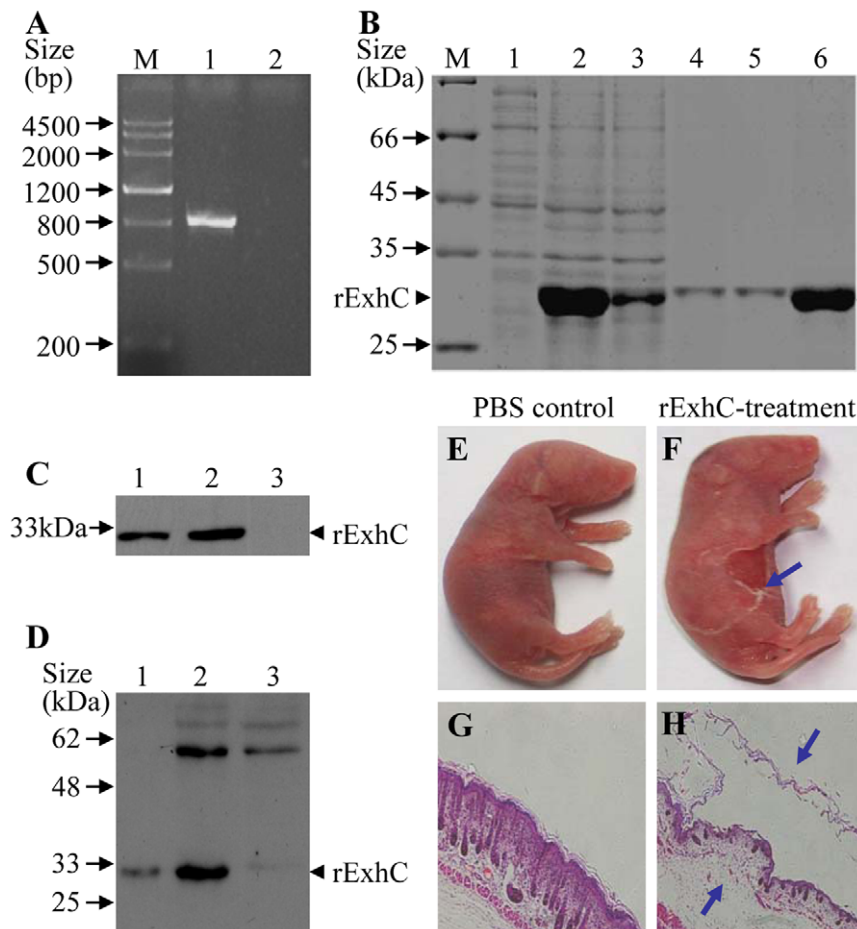 A
Size
(bp)
M 1 2
4500
2000
1200
800
500
200
B
Size
(kDa)
M 1 2 3 4 5 6
66
45
35
rExhC
25
C
1 2 3
33kDa
rExhC
D
Size
(kDa)
1 2 3
62
48
33
rExhC
25
PBS control
rExhC-treatment
E
F
G
H